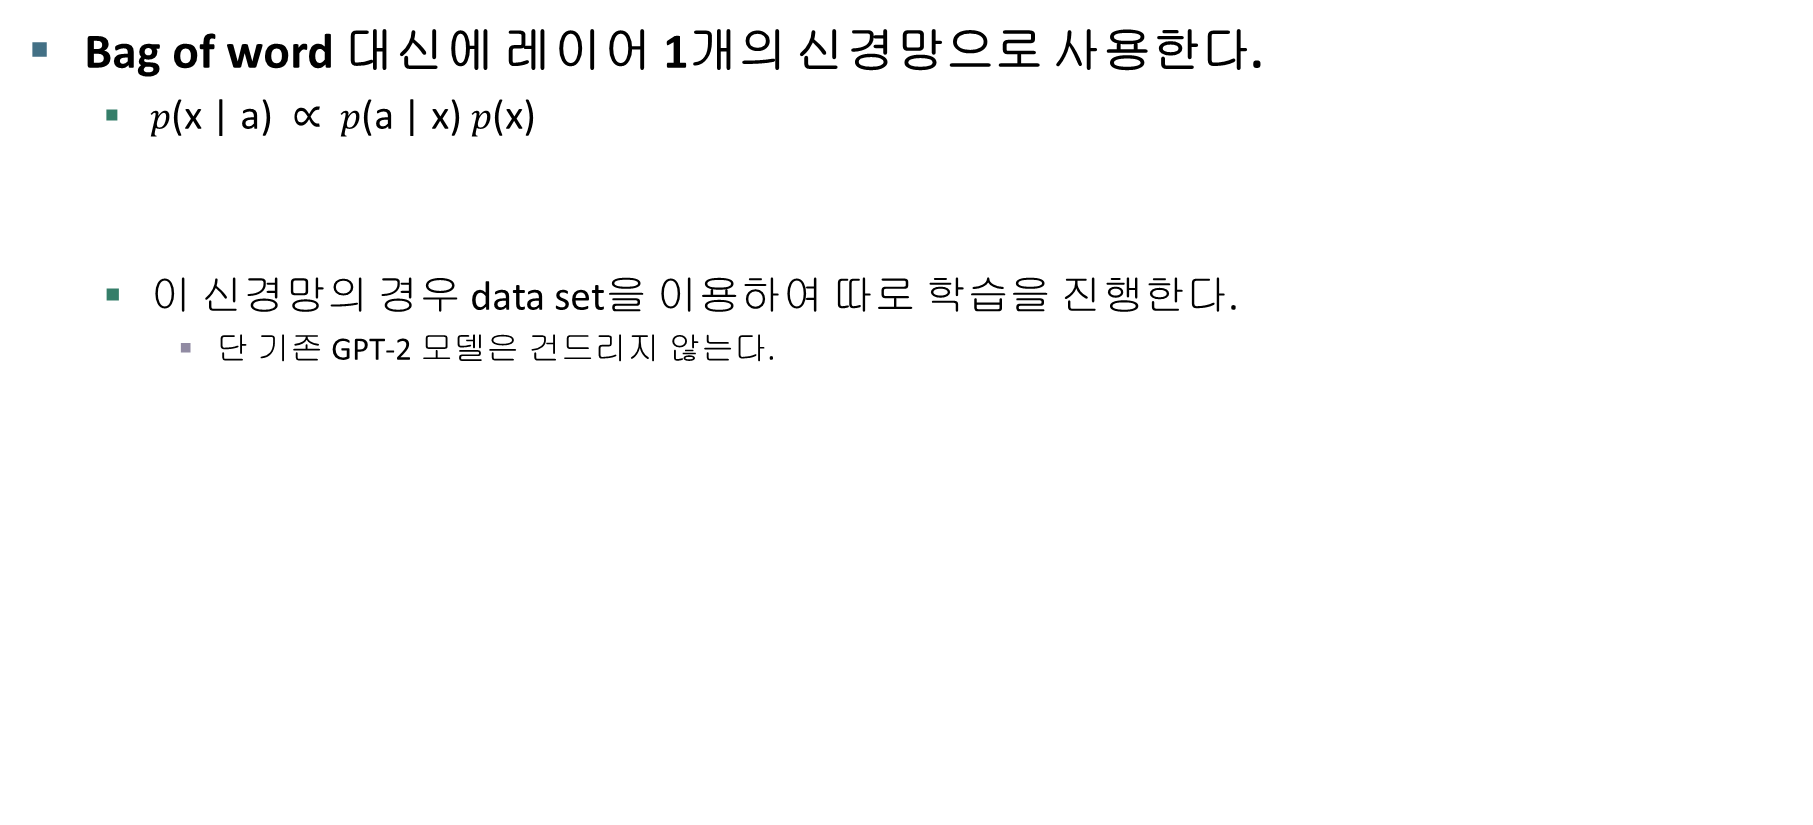 Bag of word 대신에 레이어 1개의 신경망으로 사용한다.
p(x | a) ∝ p(a | x) p(x)
이 신경망의 경우 data set을 이용하여 따로 학습을 진행한다.
단 기존 GPT-2 모델은 건드리지 않는다.